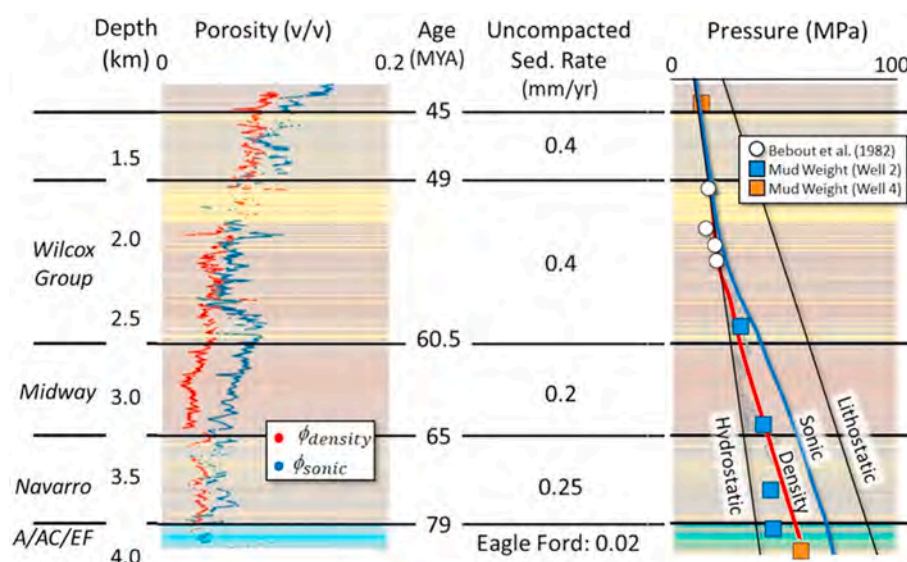 Depth
(km)
Porosity (v/v)
0
0.2
Age
(MYA)
Uncompacted
Sed. Rate
(mm/yr)
Pressure (MPa)
0
100
45
1.5
0.4
49
Bebout et al. (1982)
Mud Weight (Well 2)
Mud Weight (Well 4)
Wilcox
Group
2.0
0.4
2.5
60.5
Midway
3.0
0.2
ϕdensity
ϕsonic
65
Hydrostatic
Density
Sonic
Lithostatic
Navarro
3.5
0.25
79
A/AC/EF
4.0
Eagle Ford: 0.02